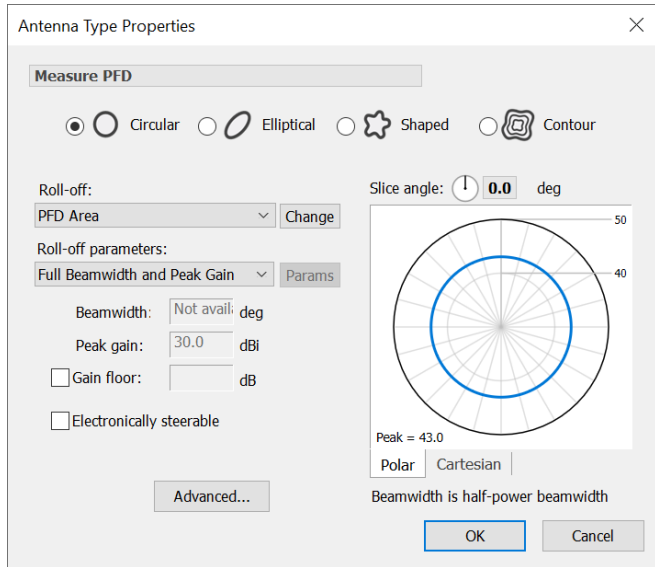 Antenna Type Properties
Measure PFD
Circular Elliptical Shaped Contour
Roll-off:
PFD Area Change
Roll-off parameters:
Full Beamwidth and Peak Gain Params
Beamwidth: Not avail deg
Peak gain: 30.0 dBi
Gain floor: dB
Electronically steerable
Advanced...
Slice angle: 0.0 deg
50
40
Peak = 43.0
Polar Cartesian
Beamwidth is half-power beamwidth
OK Cancel